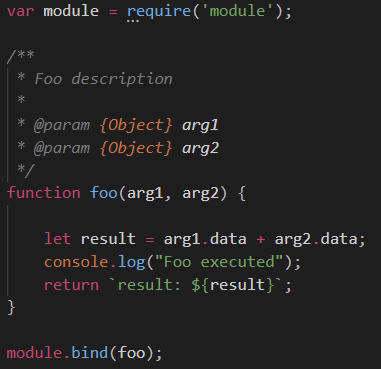 var module = require('module');
/**
* Foo description
*
* @param {Object} arg1
* @param {Object} arg2
*/
function foo(arg1, arg2) {
let result = arg1.data + arg2.data;
console.log("Foo executed");
return `result: ${result}`;
}
module.bind(foo);